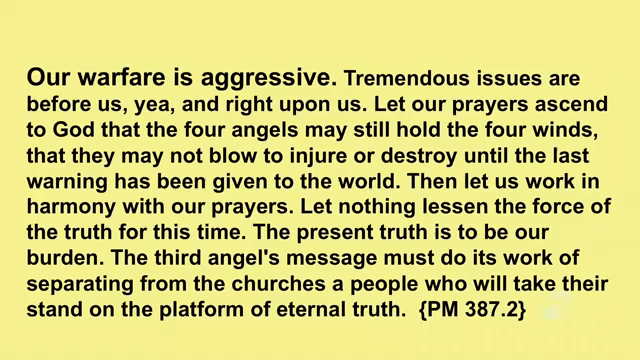 Our warfare is aggressive. Tremendous issues are
before us, yea, and right upon us. Let our prayers ascend
to God that the four angels may still hold the four winds,
that they may not blow to injure or destroy until the last
warning has been given to the world. Then let us work in
harmony with our prayers. Let nothing lessen the force of
the truth for this time. The present truth is to be our
burden. The third angel's message must do its work of
separating from the churches a people who will take their
stand on the platform of eternal truth. {PM 387.2}